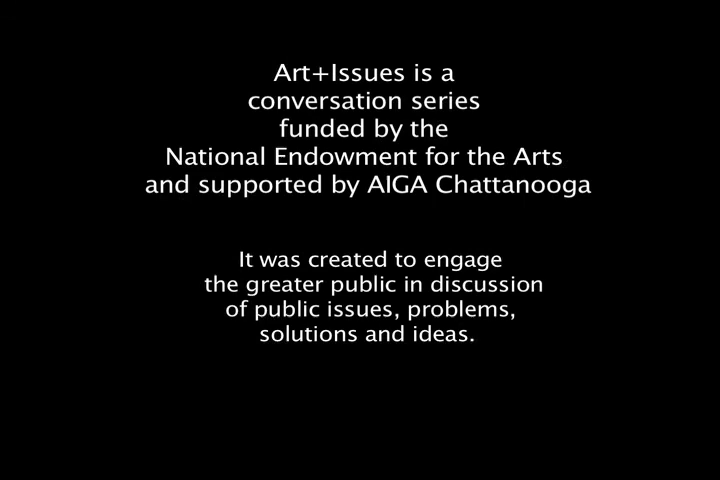 Art+Issues is a
conversation series
funded by the
National Endowment for the Arts
and supported by AIGA Chattanooga
It was created to engage
the greater public in discussion
of public issues, problems,
solutions and ideas.